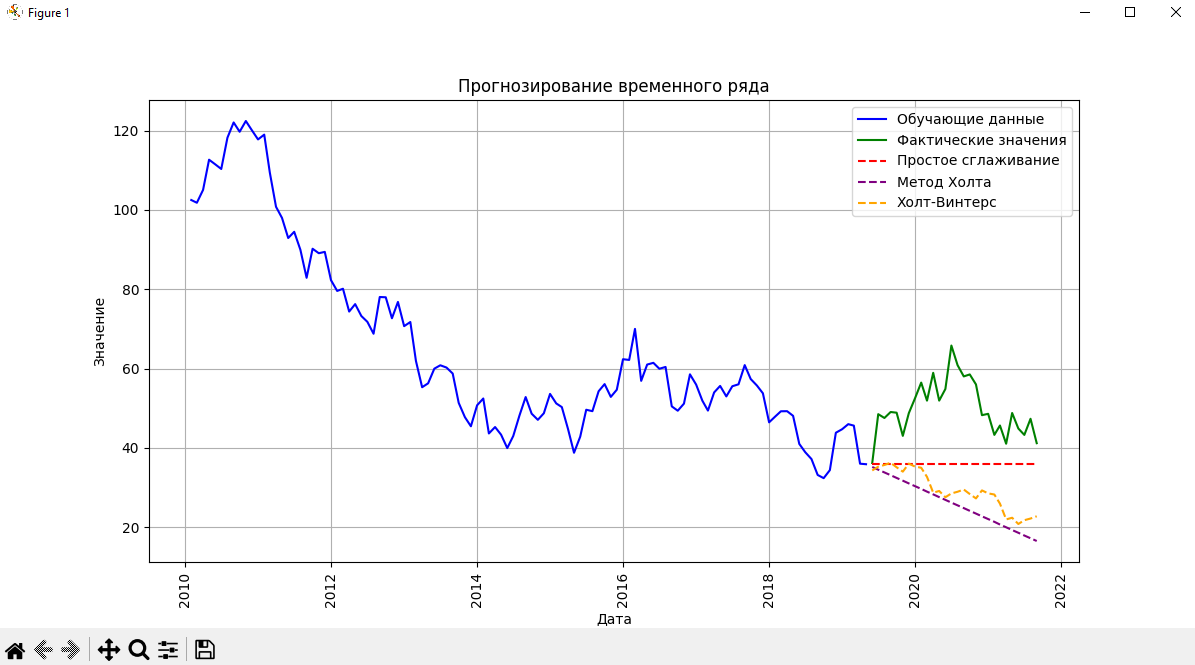 Figure 1
Прогнозирование временного ряда
Обучающие данные
Фактические значения
Простое сглаживание
Метод Холта
Холт-Винтерс
Значение
120
100
80
60
40
20
2010
2012
2014
2016
2018
2020
2022
Дата